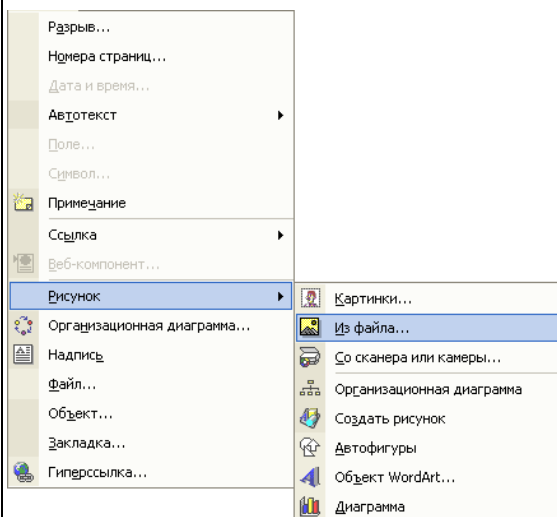 Разрыв...
Номера страниц...
Дата и время...
Автотекст
Поле...
Символ...
Примечание
Ссылка
Веб-компонент...
Рисунок
Организационная диаграмма...
Надпись
Файл...
Объект...
Закладка...
Гиперссылка...
Картинки...
Из файла...
Со сканера или камеры...
Организационная диаграмма
Создать рисунок
Автофигуры
Объект WordArt...
Диаграмма